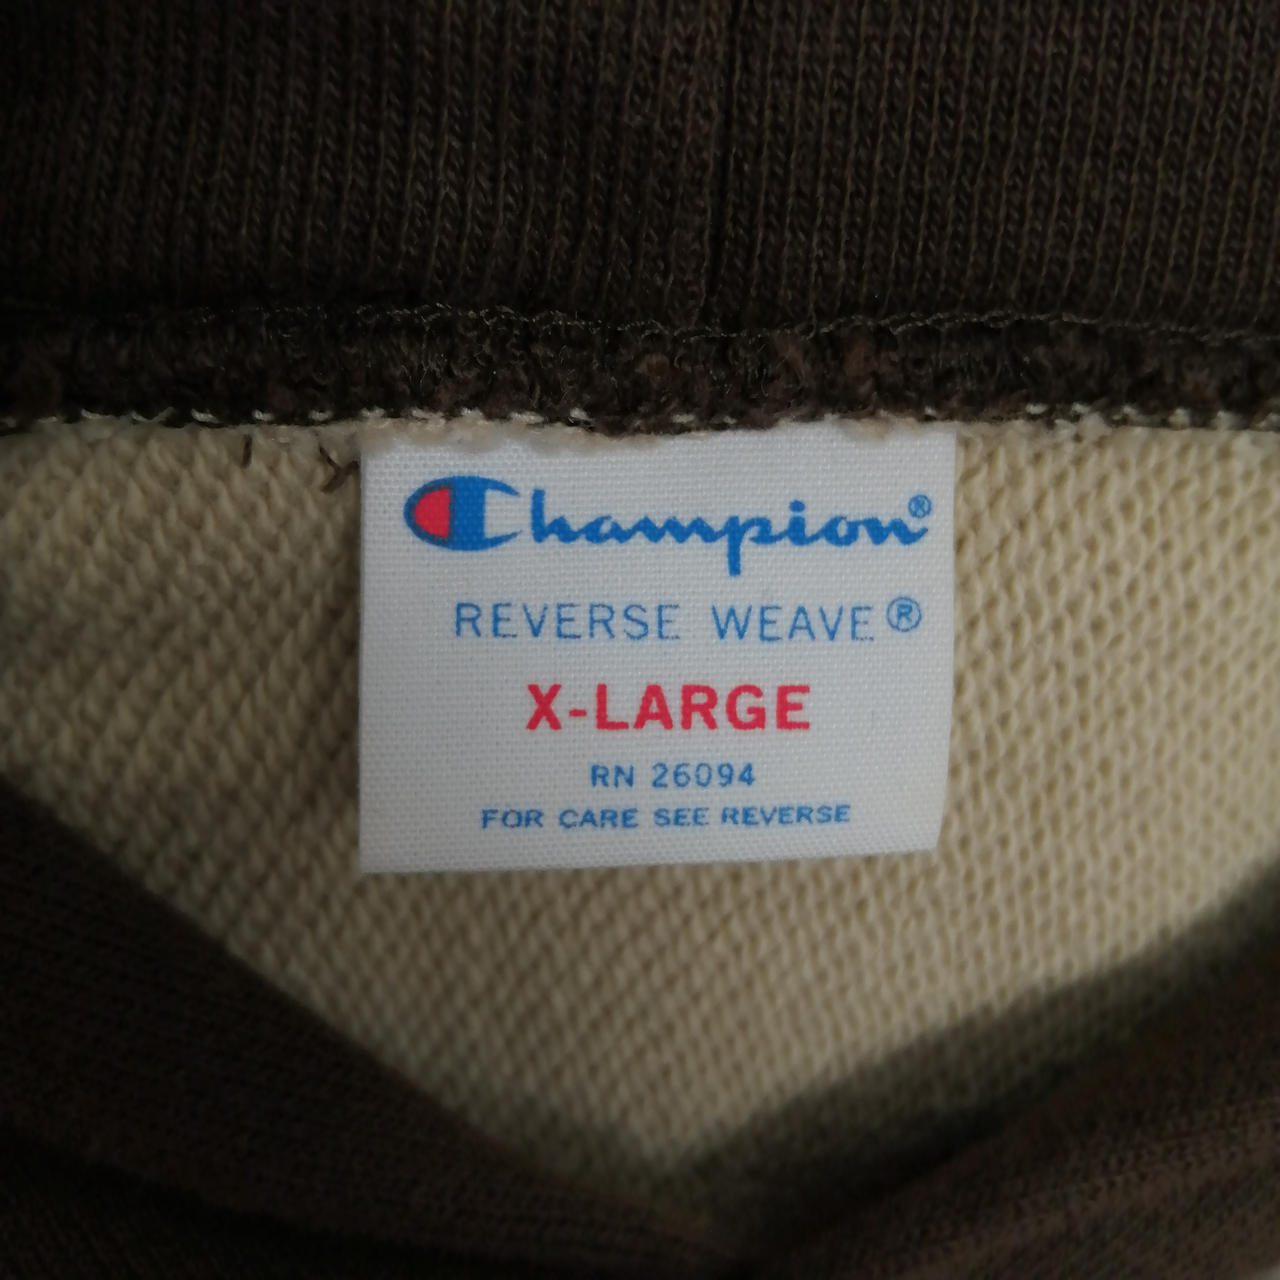 Champion®
REVERSE WEAVE®
X-LARGE
RN 26094
FOR CARE SEE REVERSE